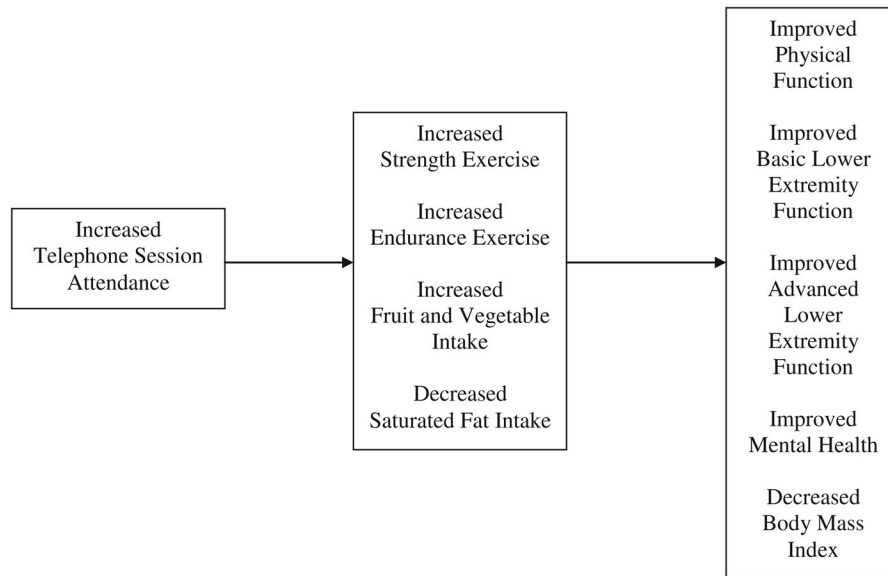 Increased
Telephone Session
Attendance
Increased
Strength Exercise
Increased
Endurance Exercise
Increased
Fruit and Vegetable
Intake
Decreased
Saturated Fat Intake
Improved
Physical
Function
Improved
Basic Lower
Extremity
Function
Improved
Advanced
Lower
Extremity
Function
Improved
Mental Health
Decreased
Body Mass
Index